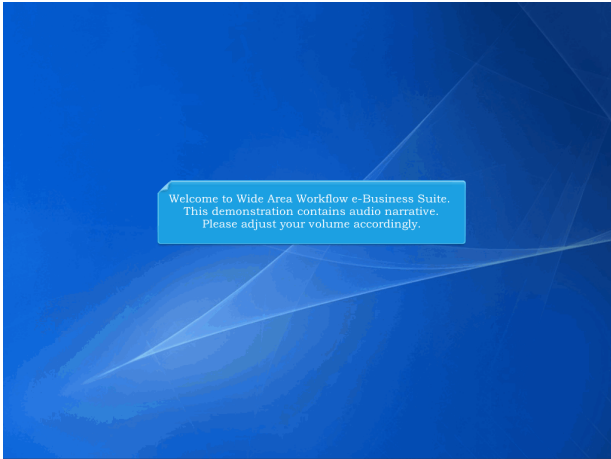 Welcome to Wide Area Workflow e-Business Suite.
This demonstration contains audio narrative.
Please adjust your volume accordingly.